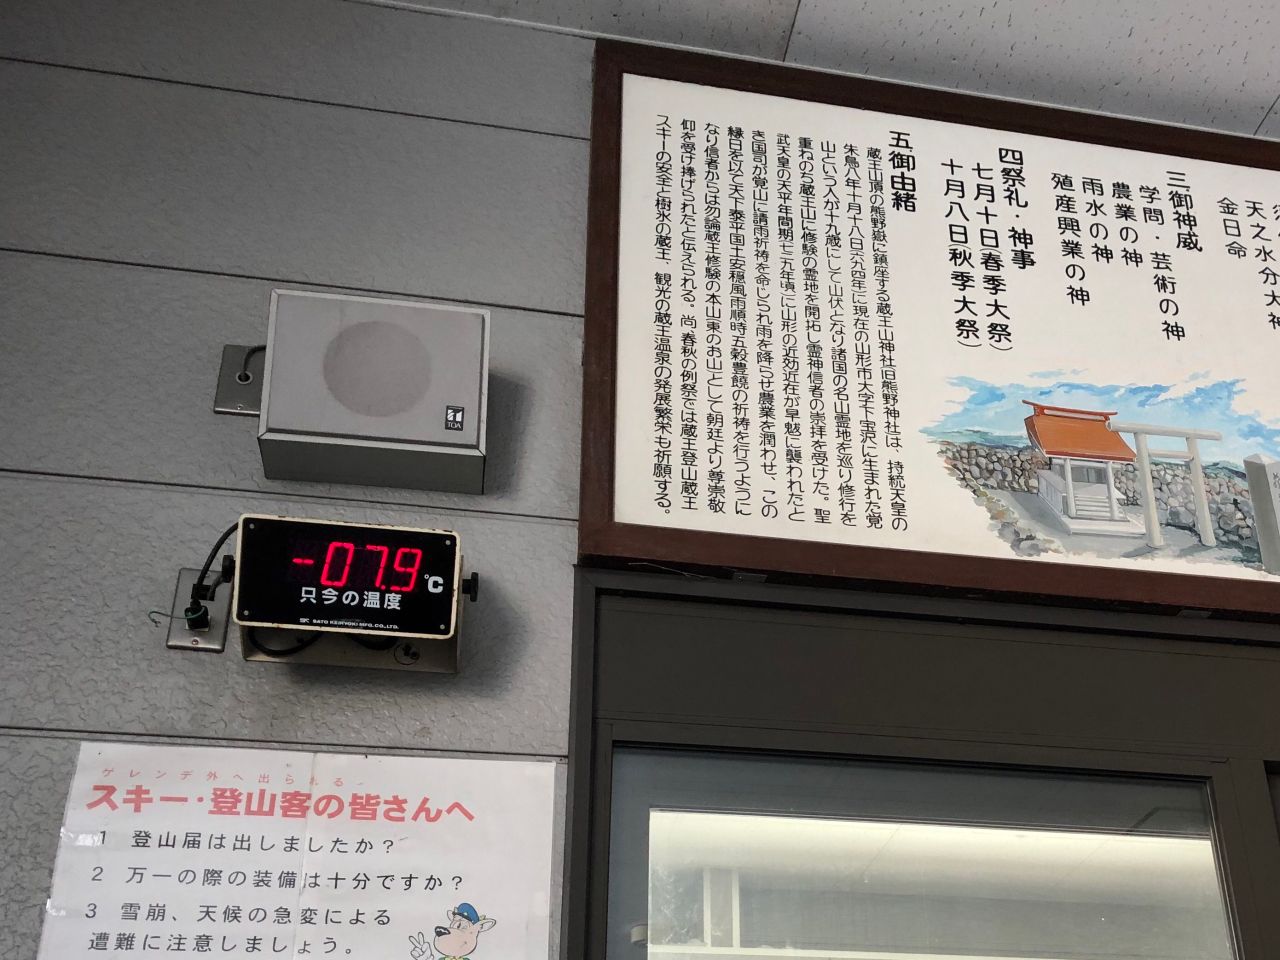 天之水分大神
金日命
三、御神威
学問・芸術の神
農業の神
雨水の神
殖産興業の神
四、祭礼・神事
七月十日(春季大祭)
十月八日(秋季大祭)
五、御由緒
蔵王山頂の熊野嶽に鎮座する蔵王山神社(旧熊野神社)は、持統天皇の
朱鳥八年十月十八日(六九四年)に現在の山形市大字下宝沢に生まれた覚
山という人が十九歳にして山伏となり諸国の名山霊地を巡り修行を
重ねのち蔵王山に修験の霊地を開拓し霊神信者の崇拝を受けた。聖
武天皇の天平年間期(七二九年頃)に山形の近効近在が旱魃に襲われたと
き国司が覚山に請雨祈祷を命じられ雨を降らせ農業を潤わせ、この
縁日を以て天下泰平国土安穏風雨順時五穀豊饒の祈祷を行うように
なり信者からは勿論蔵王修験の本山(東のお山)として朝廷より尊崇敬
仰を受け捧げられたと伝えられる。尚、春秋の例祭では蔵王登山蔵王
スキーの安全と樹氷の蔵王、観光の蔵王温泉の発展繁栄も祈願する。
TOA
-07.9℃
只今の温度
SK SATO KEIRYOKI MFG.CO.,LTD.
ゲレンデ外へ出られる
スキー・登山客の皆さんへ
1 登山届は出しましたか？
2 万一の際の装備は十分ですか？
3 雪崩、天候の急変による
遭難に注意しましょう。